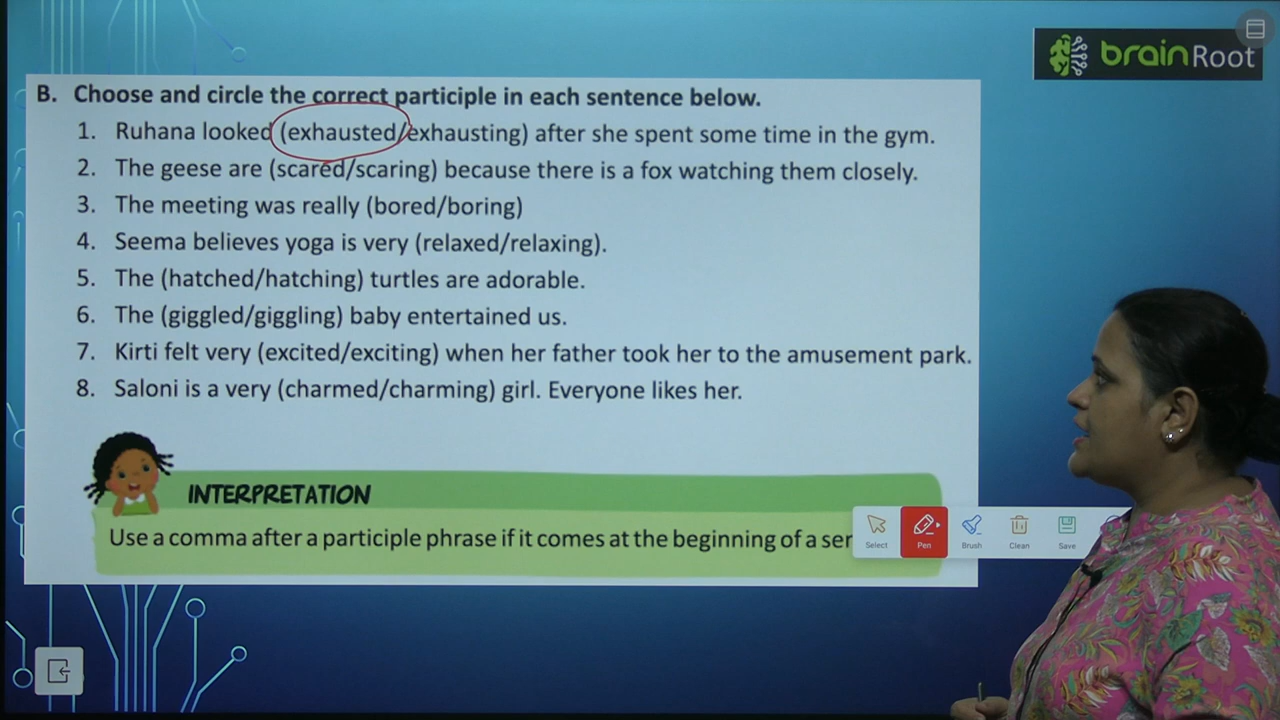 brainRoot
B. Choose and circle the correct participle in each sentence below.
1. Ruhana looked (exhausted/exhausting) after she spent some time in the gym.
2. The geese are (scared/scaring) because there is a fox watching them closely.
3. The meeting was really (bored/boring)
4. Seema believes yoga is very (relaxed/relaxing).
5. The (hatched/hatching) turtles are adorable.
6. The (giggled/giggling) baby entertained us.
7. Kirti felt very (excited/exciting) when her father took her to the amusement park.
8. Saloni is a very (charmed/charming) girl. Everyone likes her.
INTERPRETATION
Use a comma after a participle phrase if it comes at the beginning of a
Select Pen Brush Clean Save